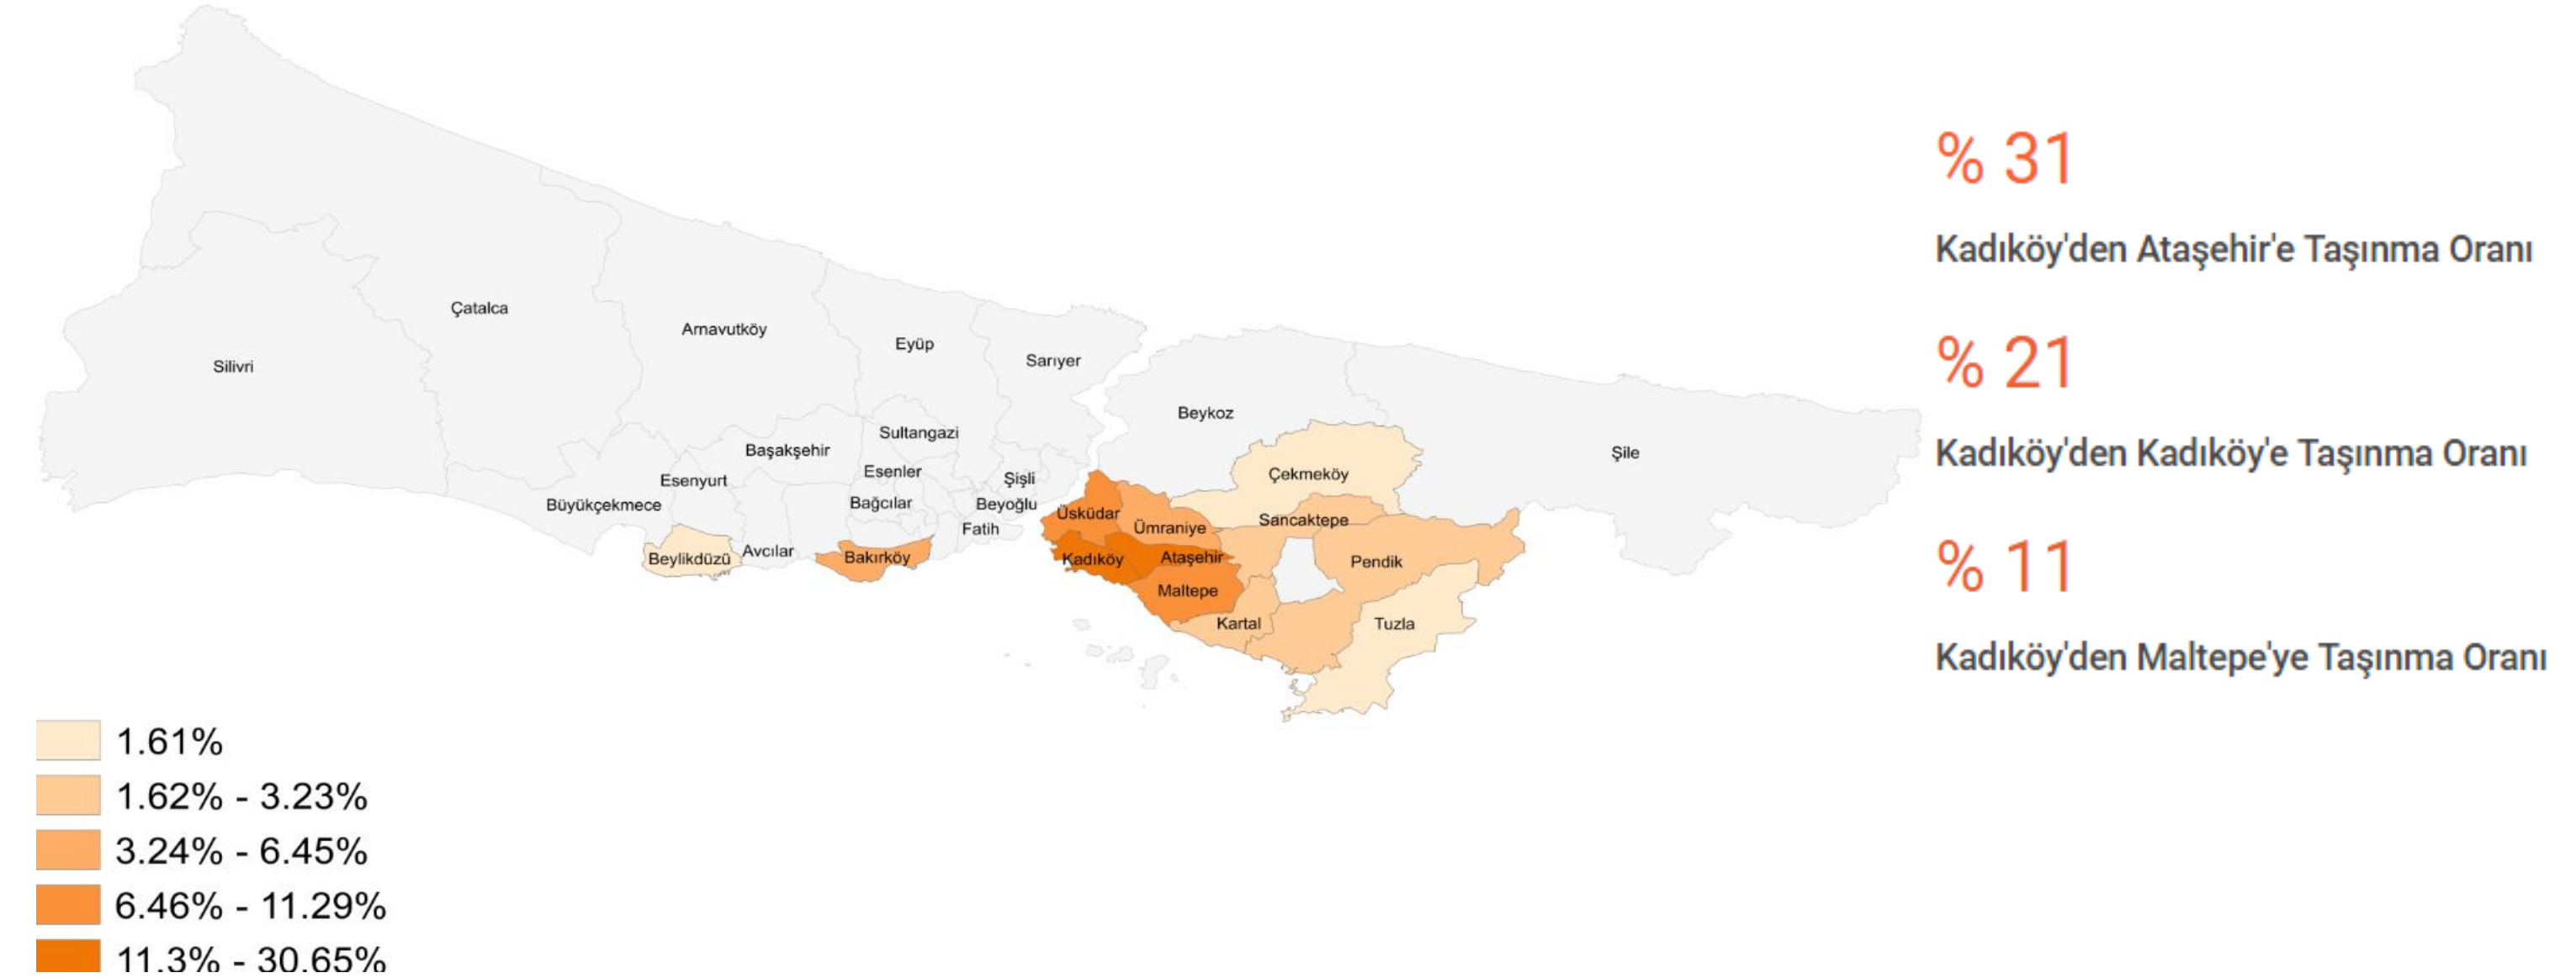 Çatalca
Silivri
Arnavutköy
Eyüp
Sarıyer
Beykoz
Şile
Sultangazi
Başakşehir
Esenler
Esenyurt
Şişli
Çekmeköy
Büyükçekmece
Bağcılar
Beyoğlu
Üsküdar
Sancaktepe
Fatih
Ümraniye
Beylikdüzü
Avcılar
Bakırköy
Kadıköy
Ataşehir
Pendik
Maltepe
Kartal
Tuzla
% 31
Kadıköy'den Ataşehir'e Taşınma Oranı
% 21
Kadıköy'den Kadıköy'e Taşınma Oranı
% 11
Kadıköy'den Maltepe'ye Taşınma Oranı
1.61%
1.62% - 3.23%
3.24% - 6.45%
6.46% - 11.29%
11.3% - 30.65%